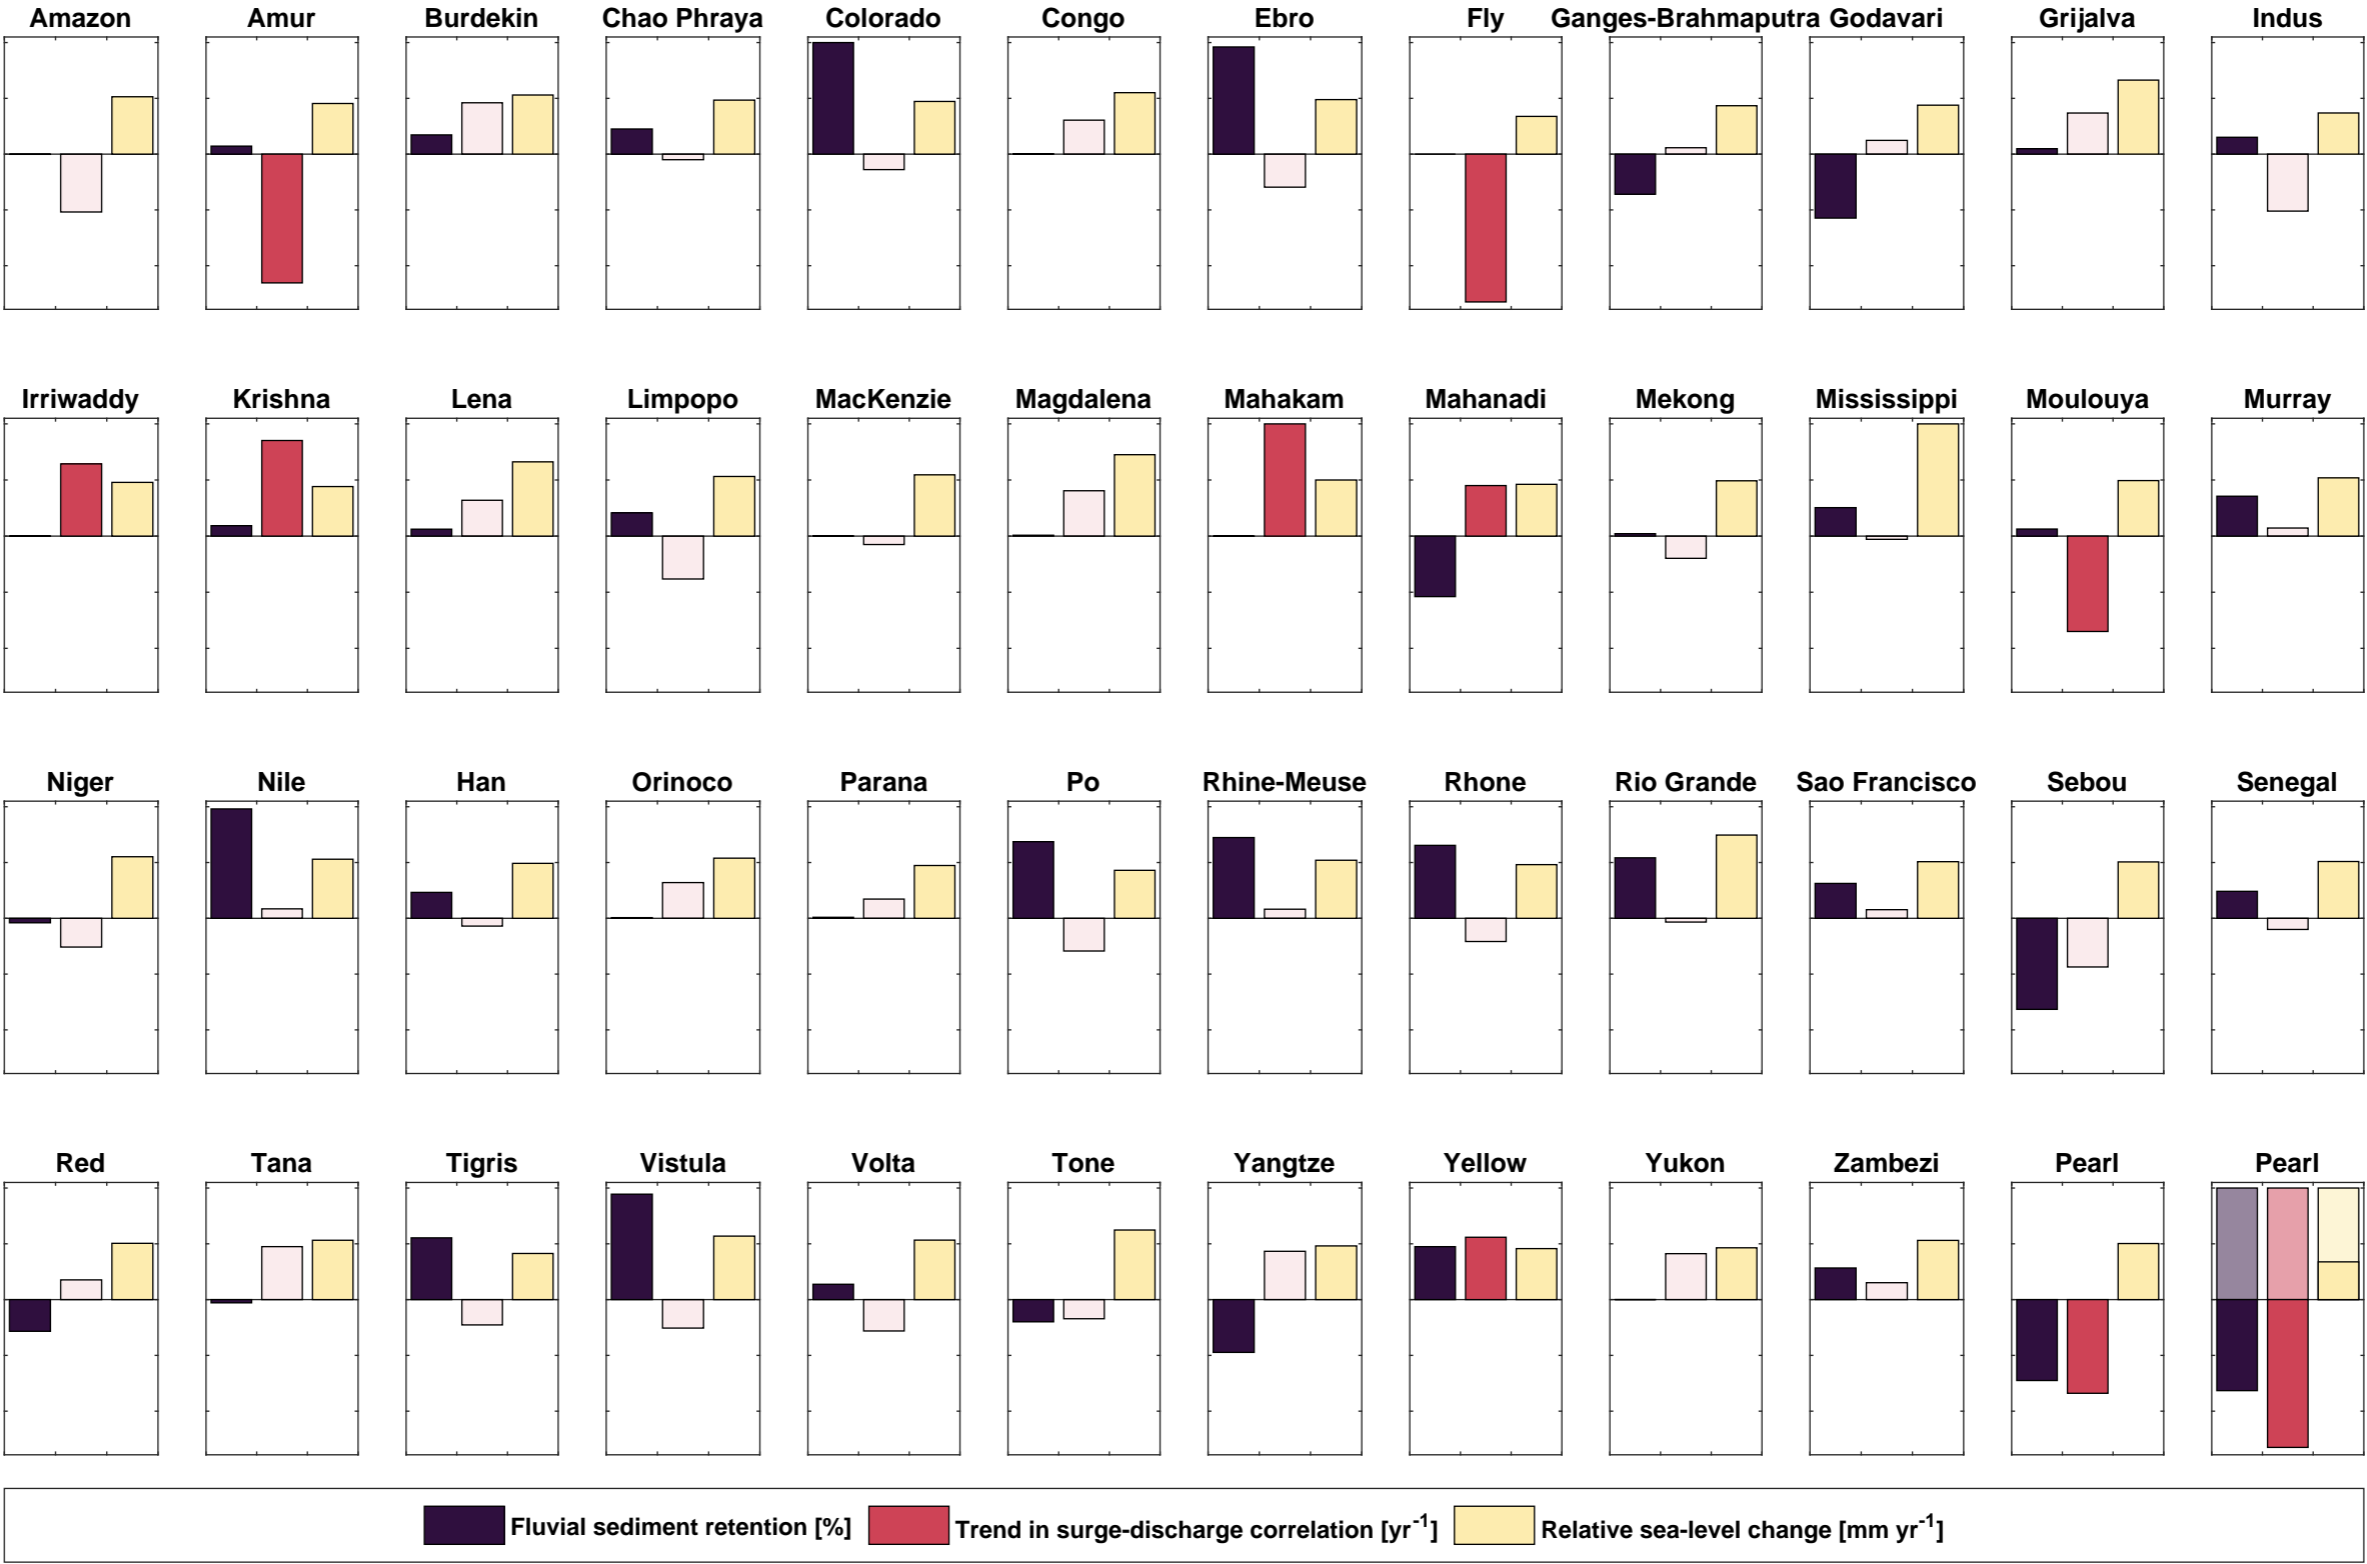 Amazon Amur Burdekin Chao Phraya Colorado Congo Ebro Fly Ganges-Brahmaputra Godavari Grijalva Indus
Irriwaddy Krishna Lena Limpopo MacKenzie Magdalena Mahakam Mahanadi Mekong Mississippi Moulouya Murray
Niger Nile Han Orinoco Parana Po Rhine-Meuse Rhone Rio Grande Sao Francisco Sebou Senegal
Red Tana Tigris Vistula Volta Tone Yangtze Yellow Yukon Zambezi Pearl Pearl
Fluvial sediment retention [%] Trend in surge-discharge correlation [yr⁻¹] Relative sea-level change [mm yr⁻¹]